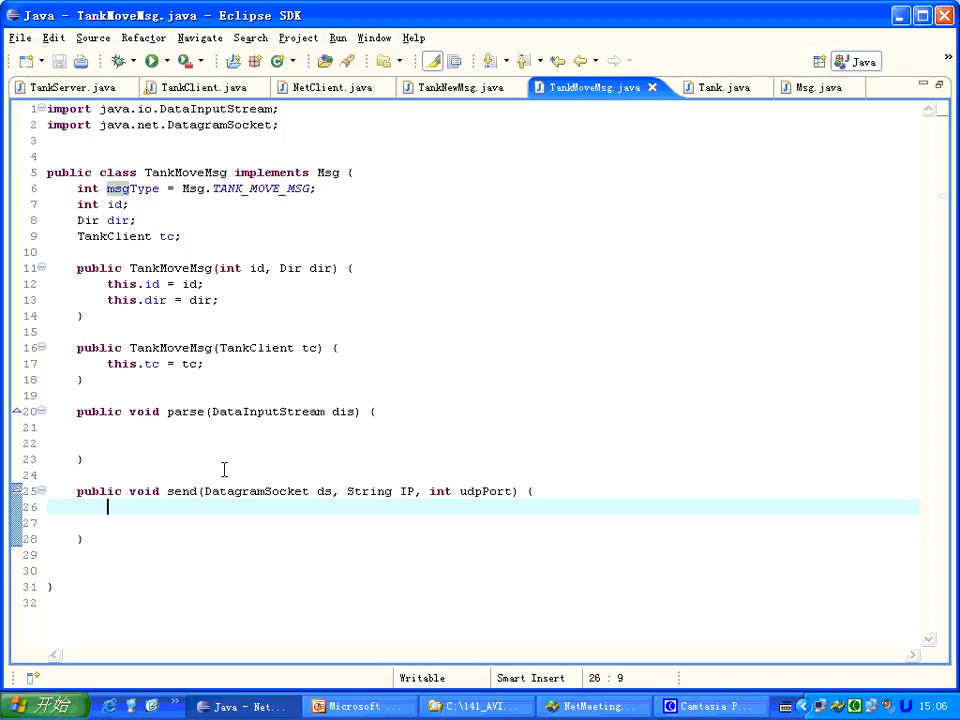 Java - TankMoveMsg.java - Eclipse SDK
File Edit Source Refactor Navigate Search Project Run Window Help
Java
TankServer.java TankClient.java NetClient.java TankNewMsg.java TankMoveMsg.java Tank.java Msg.java
1 import java.io.DataInputStream;
2 import java.net.DatagramSocket;
3
4
5 public class TankMoveMsg implements Msg {
6 int msgType = Msg.TANK_MOVE_MSG;
7 int id;
8 Dir dir;
9 TankClient tc;
10
11 public TankMoveMsg(int id, Dir dir) {
12 this.id = id;
13 this.dir = dir;
14 }
15
16 public TankMoveMsg(TankClient tc) {
17 this.tc = tc;
18 }
19
20 public void parse(DataInputStream dis) {
21
22
23 }
24
25 public void send(DatagramSocket ds, String IP, int udpPort) {
26
27
28 }
29
30
31 }
32
Writable Smart Insert 26 : 9
开始 Java - Net... Microsoft ... C:\141_AVI... NetMeeting... Camtasia P... 15:06